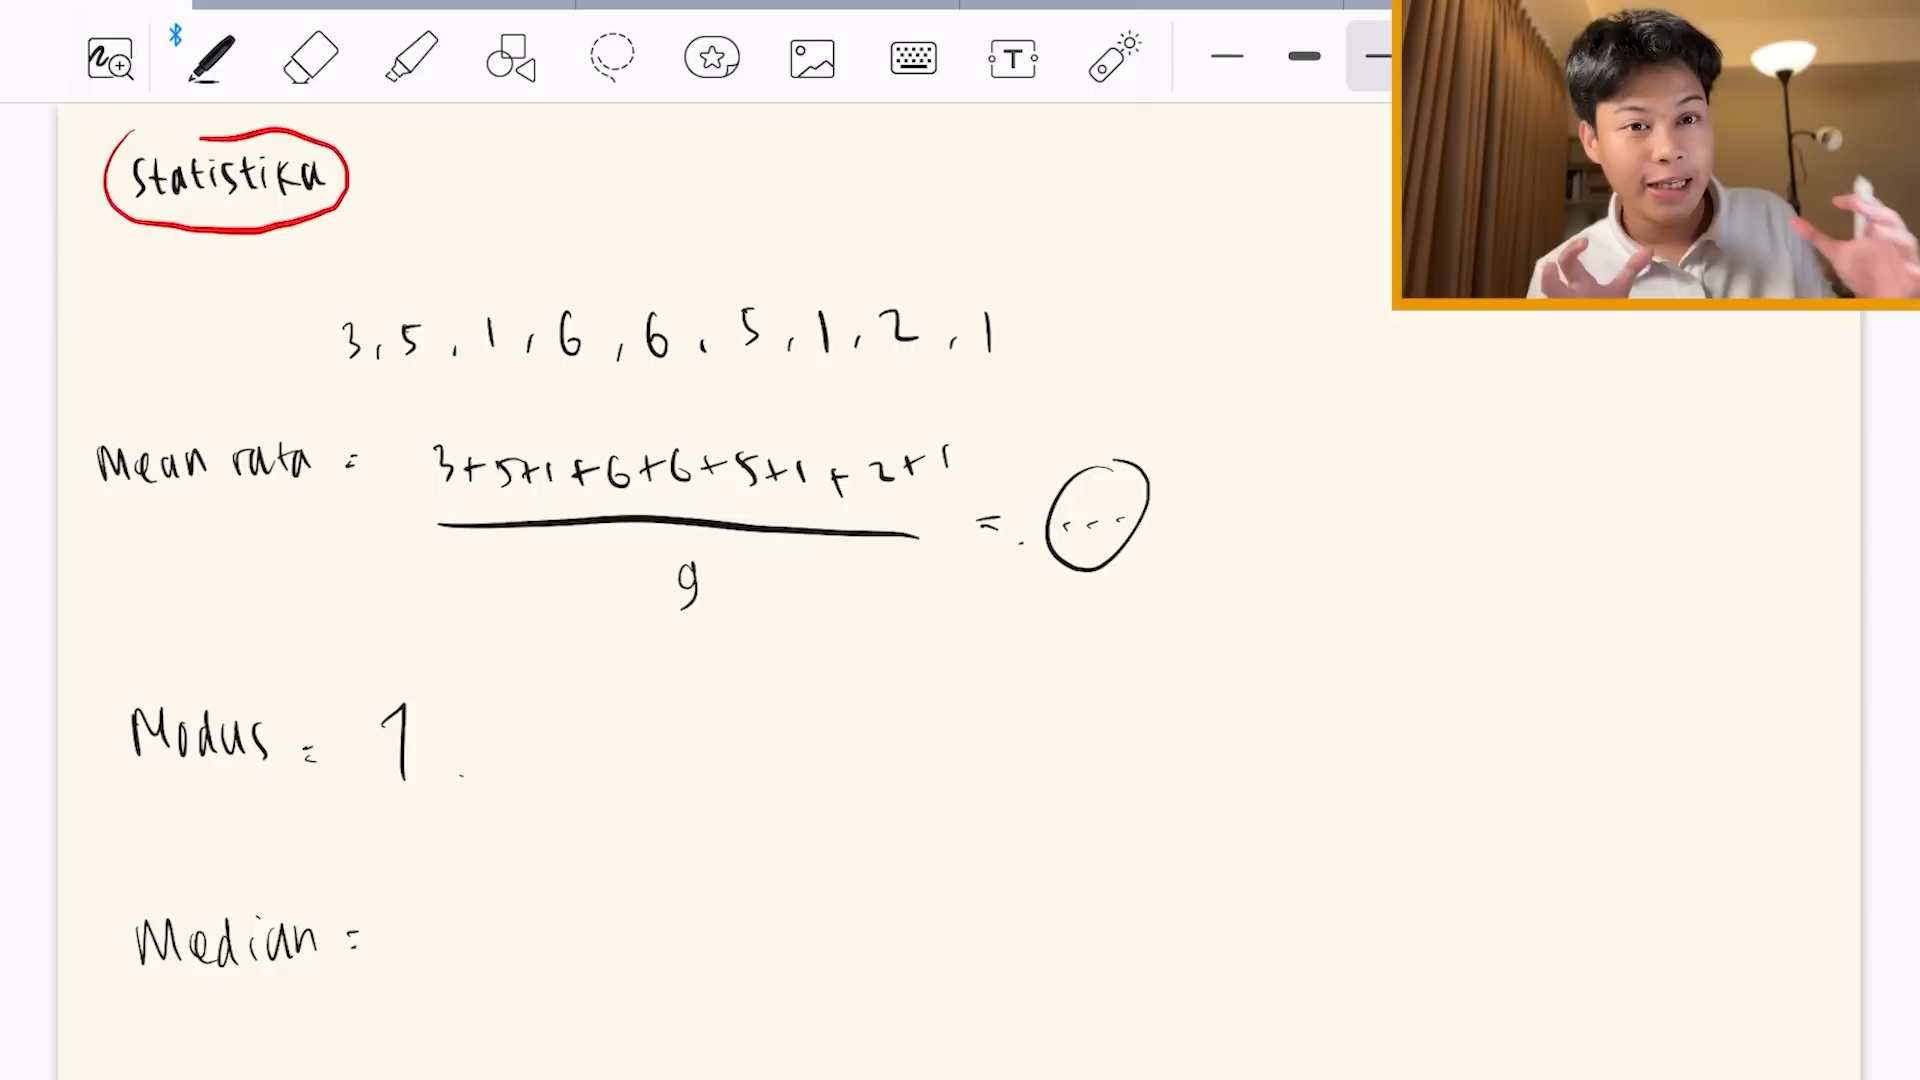 Statistika
3, 5, 1, 6, 6, 5, 1, 2, 1
Mean rata = 3+5+1+6+6+5+1+2+1
= ...
9
Modus = 1
Median =